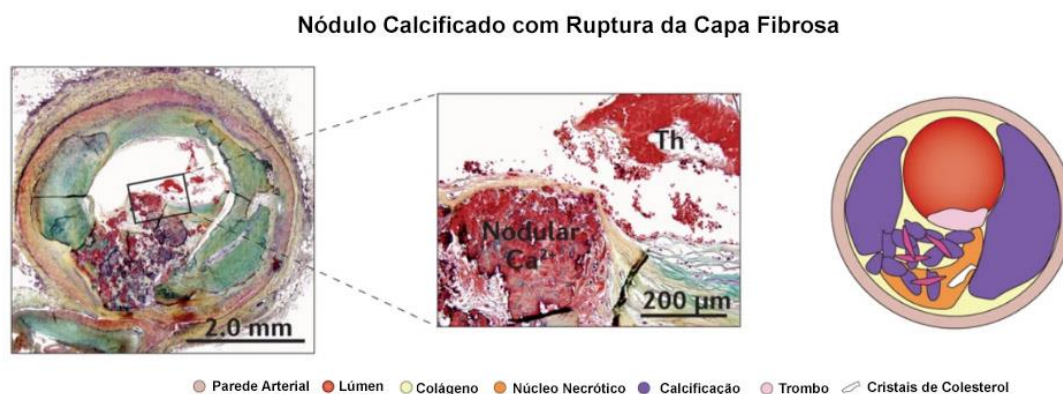 Nódulo Calcificado com Ruptura da Capa Fibrosa
Th
Nodular
Ca²⁺
2.0 mm
200 µm
Parede Arterial Lúmen Colágeno Núcleo Necrótico Calcificação Trombo Cristais de Colesterol